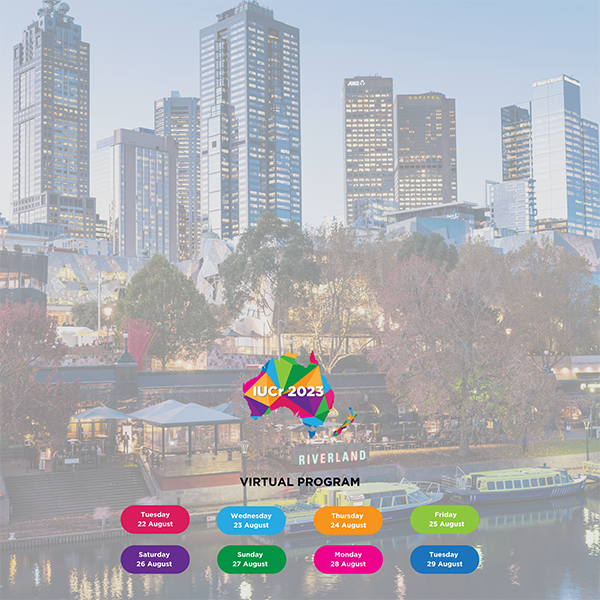 ANZ
IUCr 2023
RIVERLAND
VIRTUAL PROGRAM
Tuesday
22 August
Wednesday
23 August
Thursday
24 August
Friday
25 August
Saturday
26 August
Sunday
27 August
Monday
28 August
Tuesday
29 August